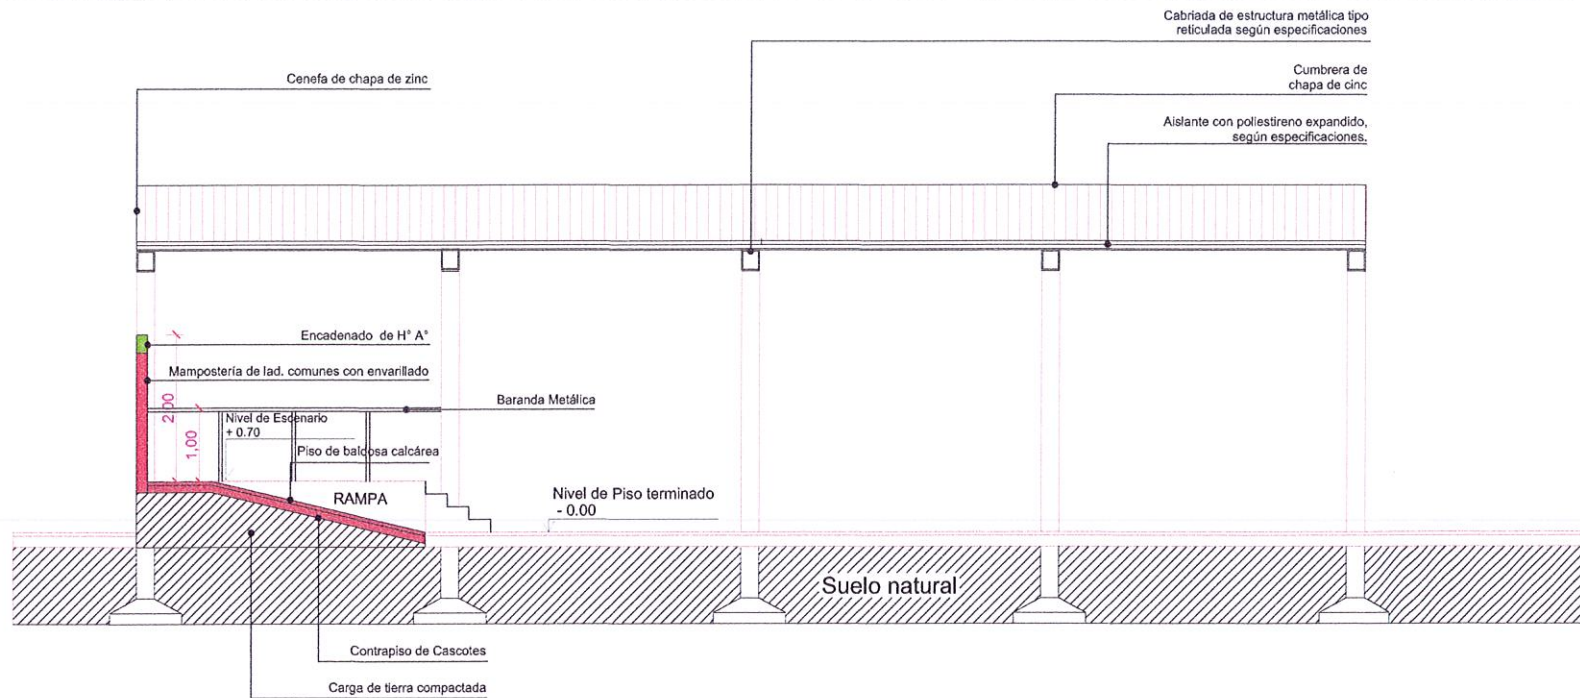 Cabriada de estructura metálica tipo
reticulada según especificaciones
Cenefa de chapa de zinc
Cumbrera de
chapa de cinc
Aislante con poliestireno expandido,
según especificaciones.
Encadenado de H° A°
Mampostería de lad. comunes con envarillado
2,00
Baranda Metálica
1,00
Nivel de Escenario
+ 0.70
Piso de baldosa calcárea
RAMPA
Nivel de Piso terminado
- 0.00
Suelo natural
Contrapiso de Cascotes
Carga de tierra compactada